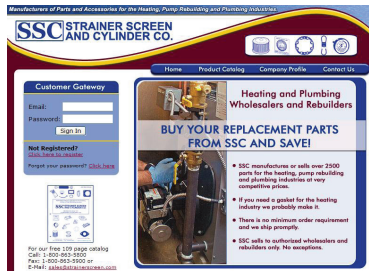 Manufacturers of Parts and Accessories for the Heating, Pump Rebuilding and Plumbing Industries
SSC STRAINER SCREEN
AND CYLINDER CO.
Home Product Catalog Company Profile Contact Us
Customer Gateway
Email:
Password:
Sign In
Not Registered?
Click here to register
Forgot your password? Click here
For our free 109 page catalog
Call: 1-800-863-5800
Fax: 1-800-863-5900 or
E-Mail: sales@strainerscreen.com
Heating and Plumbing
Wholesalers and Rebuilders
BUY YOUR REPLACEMENT PARTS
FROM SSC AND SAVE!
• SSC manufactures or sells over 2500
parts for the heating, pump rebuilding
and plumbing industries at very
competitive prices.
• If you need a gasket for the heating
industry we probably make it.
• There is no minimum order requirement
and we ship promptly.
• SSC sells to authorized wholesalers and
rebuilders only. No exceptions.